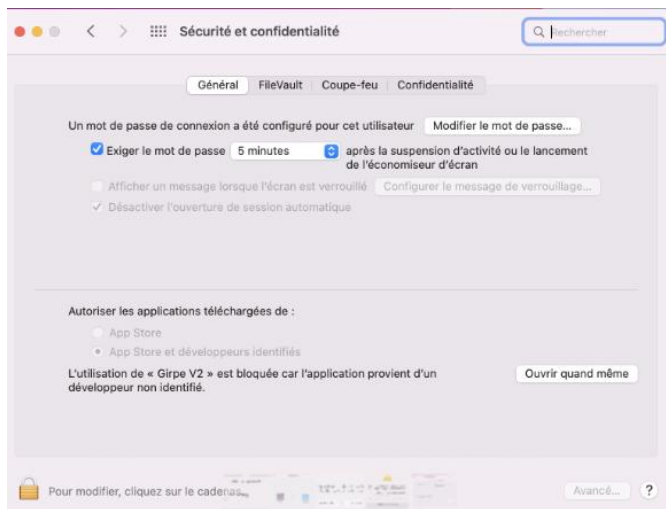 Sécurité et confidentialité
Rechercher
Général FileVault Coupe-feu Confidentialité
Un mot de passe de connexion a été configuré pour cet utilisateur Modifier le mot de passe...
Exiger le mot de passe 5 minutes après la suspension d'activité ou le lancement
de l'économiseur d'écran
Afficher un message lorsque l'écran est verrouillé Configurer le message de verrouillage...
Désactiver l'ouverture de session automatique
Autoriser les applications téléchargées de :
App Store
App Store et développeurs identifiés
L'utilisation de « Girpe V2 » est bloquée car l'application provient d'un Ouvrir quand même
développeur non identifié.
Pour modifier, cliquez sur le cadenas. Avancé... ?